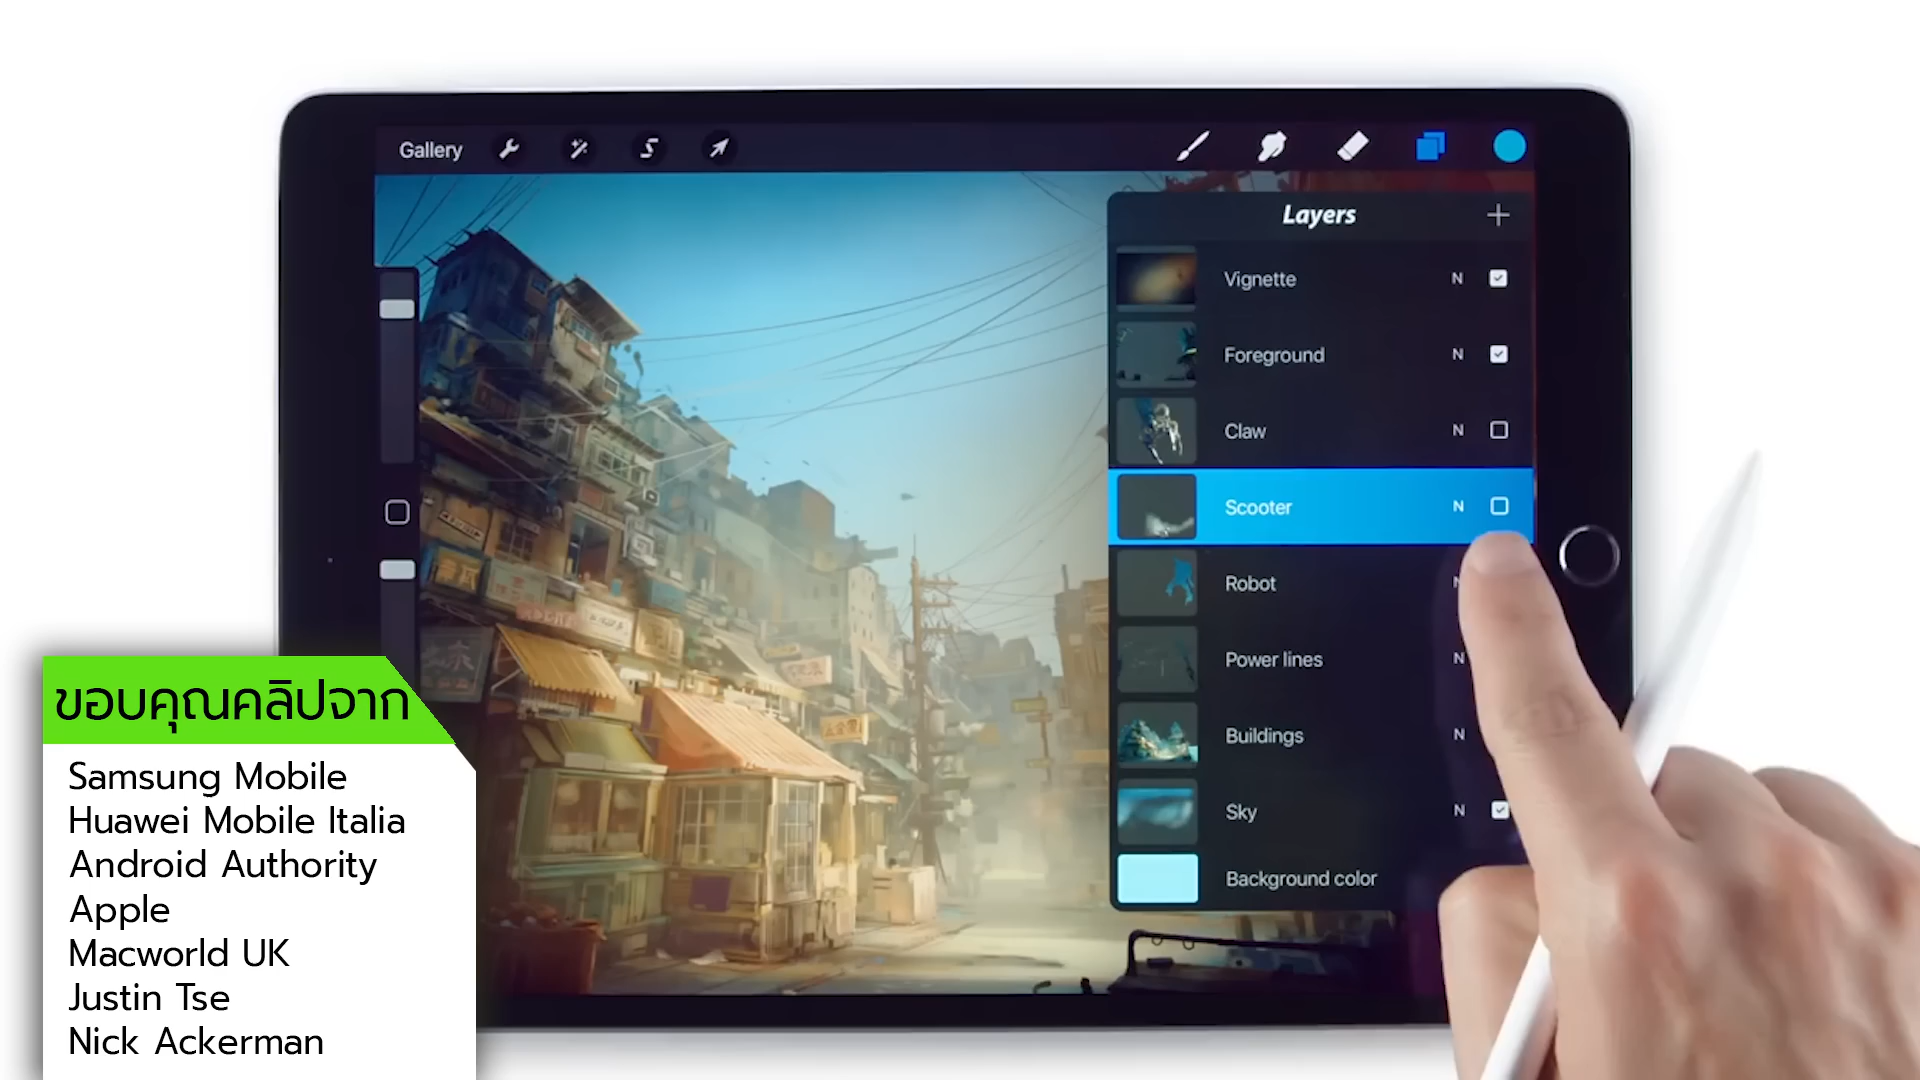 Gallery
Layers
Vignette N
Foreground N
Claw N
Scooter N
Robot N
Power lines N
Buildings N
Sky N
Background color
ขอบคุณคลิปจาก
Samsung Mobile
Huawei Mobile Italia
Android Authority
Apple
Macworld UK
Justin Tse
Nick Ackerman